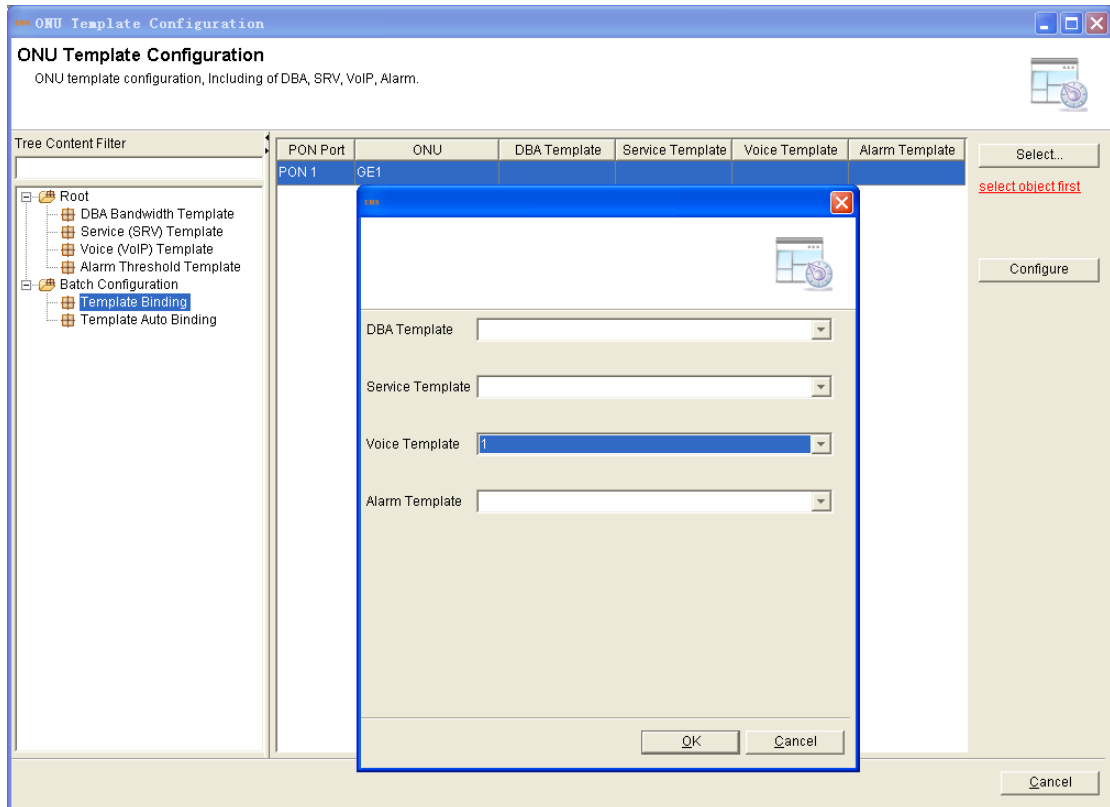 ONU Template Configuration
ONU Template Configuration
ONU template configuration, Including of DBA, SRV, VoIP, Alarm.
Tree Content Filter
Root
DBA Bandwidth Template
Service (SRV) Template
Voice (VoIP) Template
Alarm Threshold Template
Batch Configuration
Template Binding
Template Auto Binding
PON Port ONU DBA Template Service Template Voice Template Alarm Template
PON 1 GE1
Select...
select object first
Configure
DBA Template
Service Template
Voice Template 1
Alarm Template
OK Cancel
Cancel